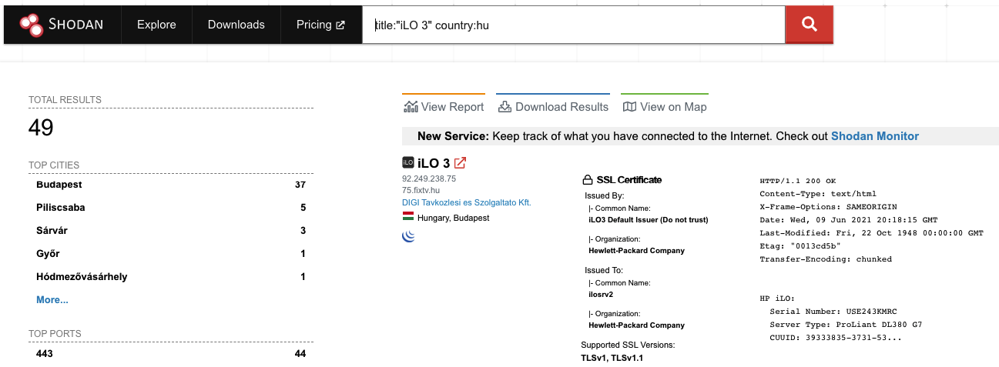 SHODAN Explore Downloads Pricing title:"iLO 3" country:hu
TOTAL RESULTS
49
TOP CITIES
Budapest 37
Piliscsaba 5
Sárvár 3
Győr 1
Hódmezővásárhely 1
More...
TOP PORTS
443 44
View Report Download Results View on Map
New Service: Keep track of what you have connected to the Internet. Check out Shodan Monitor
iLO iLO 3
92.249.238.75
75.fixtv.hu
DIGI Tavkozlesi es Szolgaltato Kft.
Hungary, Budapest
SSL Certificate
Issued By:
|- Common Name:
iLO3 Default Issuer (Do not trust)
|- Organization:
Hewlett-Packard Company
Issued To:
|- Common Name:
ilosrv2
|- Organization:
Hewlett-Packard Company
Supported SSL Versions:
TLSv1, TLSv1.1
HTTP/1.1 200 OK
Content-Type: text/html
X-Frame-Options: SAMEORIGIN
Date: Wed, 09 Jun 2021 20:18:15 GMT
Last-Modified: Fri, 22 Oct 1948 00:00:00 GMT
Etag: "0013cd5b"
Transfer-Encoding: chunked
HP iLO:
Serial Number: USE243KMRC
Server Type: ProLiant DL380 G7
CUUID: 39333835-3731-53...